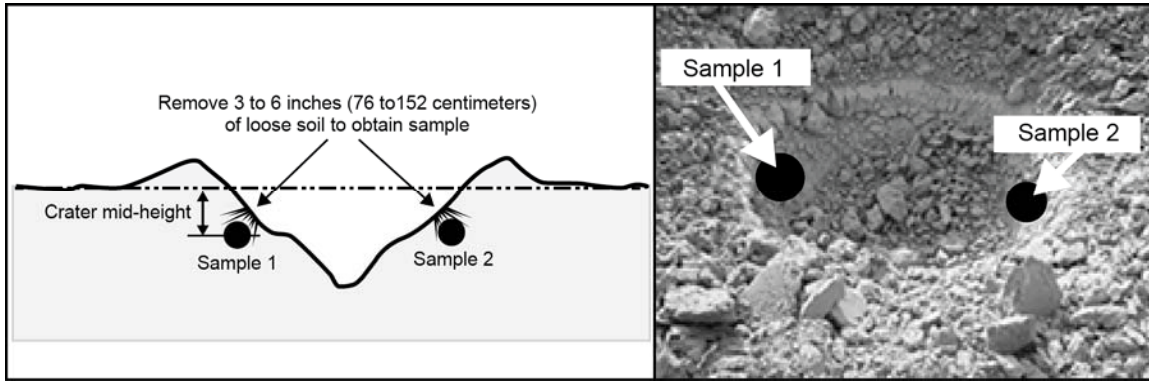 Remove 3 to 6 inches (76 to152 centimeters)
of loose soil to obtain sample
Crater mid-height
Sample 1
Sample 2
Sample 1
Sample 2